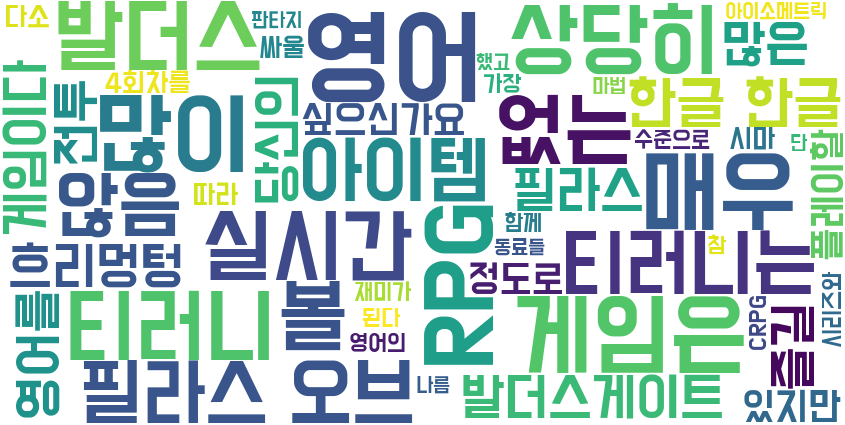 다소
발더스
판타지
싸울
영어
했고
가장
상당히
많은
아이소메트릭
4회차를
게임이다
전투
많이
당신의
싶으신가요
없는
마법
한글 한글
수준으로
시마
단
않음
따라
아이템
필라스
매우
플레이할
흐리멍텅
실시간
RPG
함께
동료들
정도로
티러니는
참
영어를
티러니
볼
재미가
된다
영어의
게임은
CRPG
즐길
시리즈와
필라스 오브
나름
발더스게이트
있지만